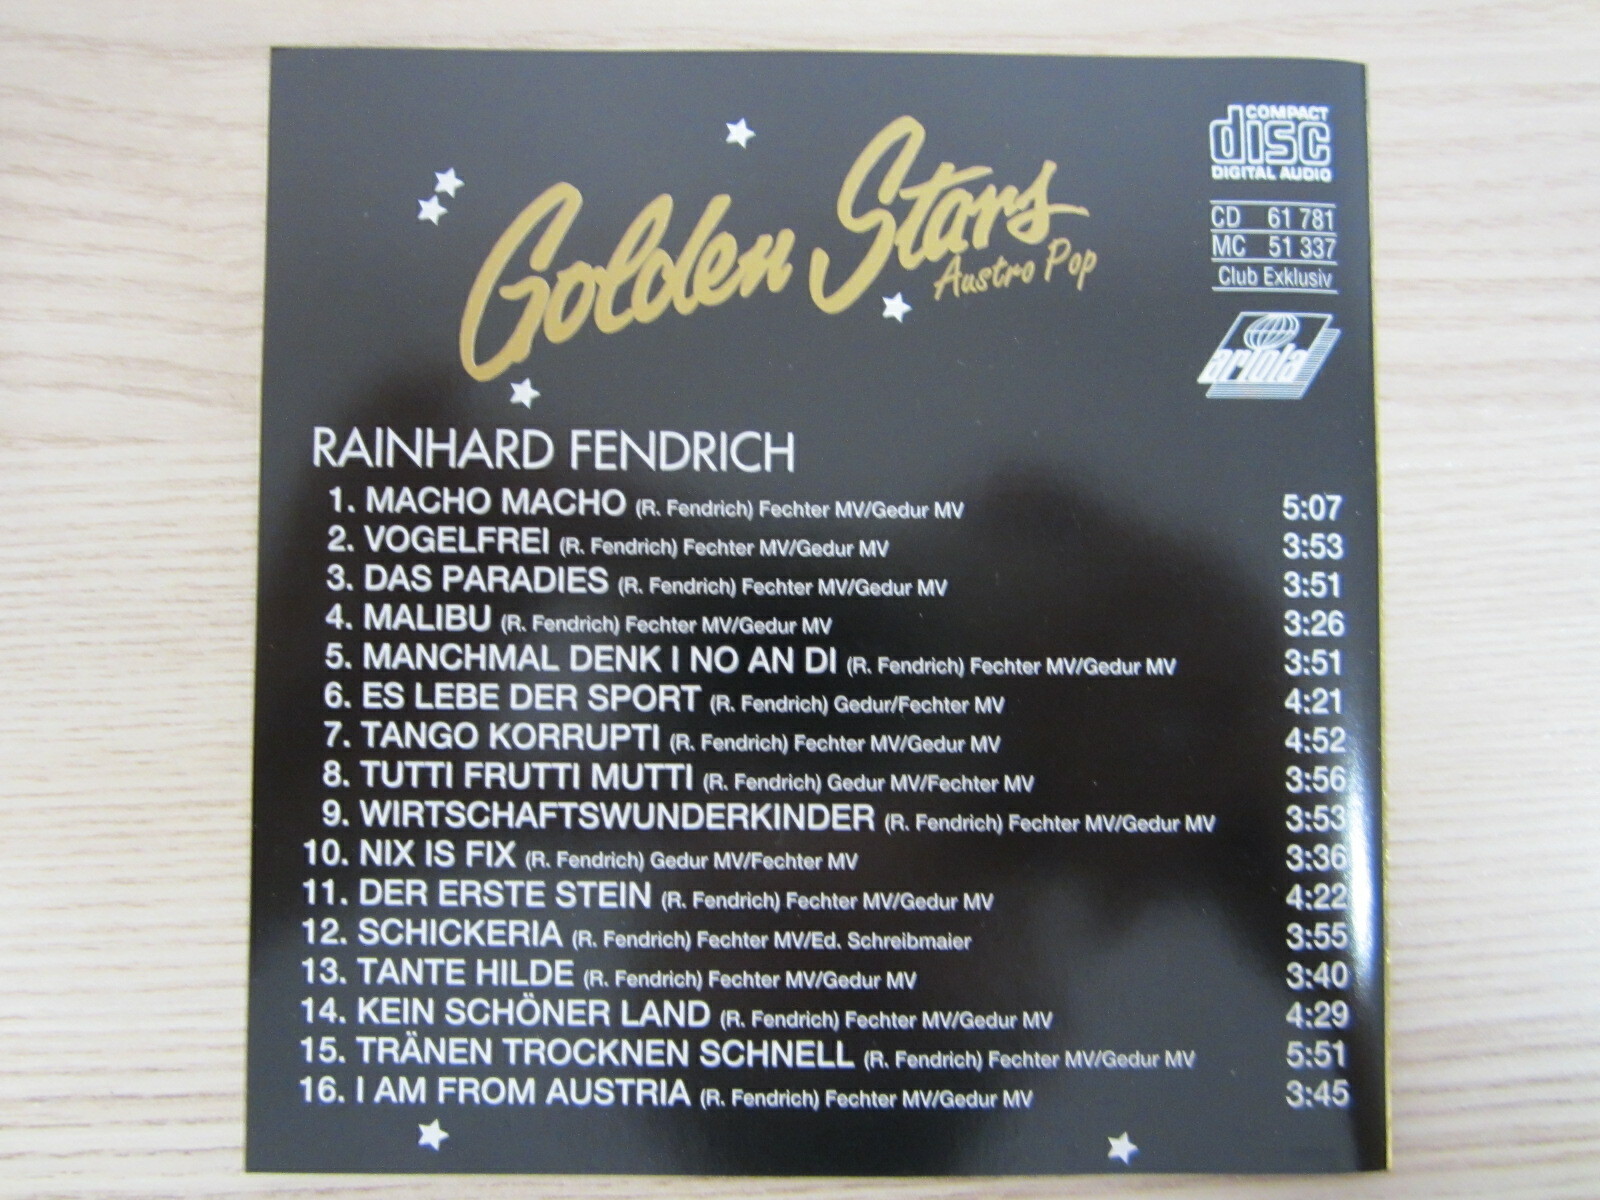 COMPACT
disc
DIGITAL AUDIO
CD 61 781
MC 51 337
Club Exklusiv
ariola
Golden Stars
Austro Pop
RAINHARD FENDRICH
1. MACHO MACHO (R. Fendrich) Fechter MV/Gedur MV 5:07
2. VOGELFREI (R. Fendrich) Fechter MV/Gedur MV 3:53
3. DAS PARADIES (R. Fendrich) Fechter MV/Gedur MV 3:51
4. MALIBU (R. Fendrich) Fechter MV/Gedur MV 3:26
5. MANCHMAL DENK I NO AN DI (R. Fendrich) Fechter MV/Gedur MV 3:51
6. ES LEBE DER SPORT (R. Fendrich) Gedur/Fechter MV 4:21
7. TANGO KORRUPTI (R. Fendrich) Fechter MV/Gedur MV 4:52
8. TUTTI FRUTTI MUTTI (R. Fendrich) Gedur MV/Fechter MV 3:56
9. WIRTSCHAFTSWUNDERKINDER (R. Fendrich) Fechter MV/Gedur MV 3:53
10. NIX IS FIX (R. Fendrich) Gedur MV/Fechter MV 3:36
11. DER ERSTE STEIN (R. Fendrich) Fechter MV/Gedur MV 4:22
12. SCHICKERIA (R. Fendrich) Fechter MV/Ed. Schreibmaier 3:55
13. TANTE HILDE (R. Fendrich) Fechter MV/Gedur MV 3:40
14. KEIN SCHÖNER LAND (R. Fendrich) Fechter MV/Gedur MV 4:29
15. TRÄNEN TROCKNEN SCHNELL (R. Fendrich) Fechter MV/Gedur MV 5:51
16. I AM FROM AUSTRIA (R. Fendrich) Fechter MV/Gedur MV 3:45